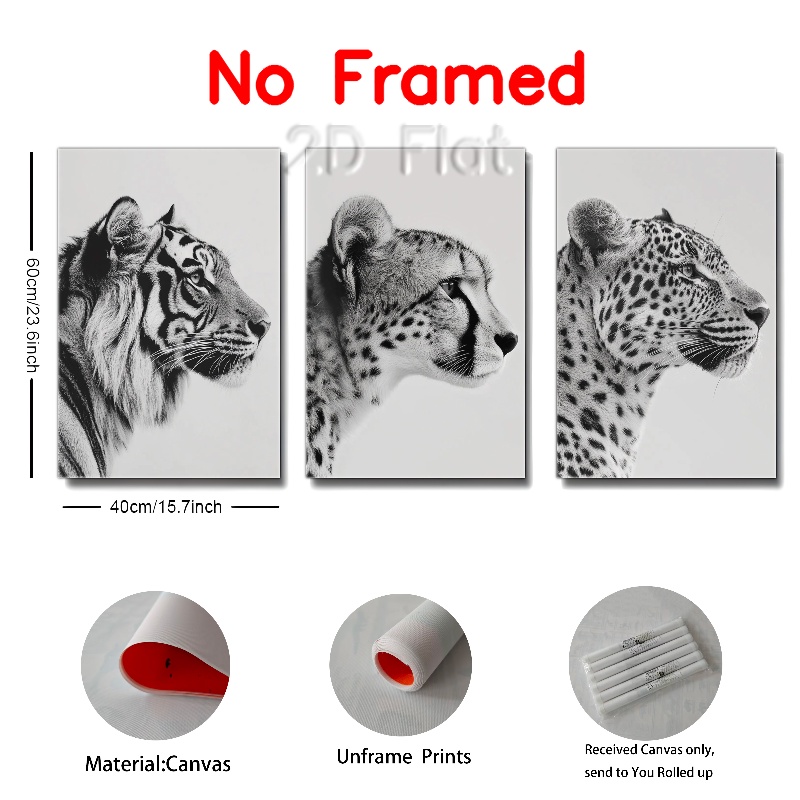 No Framed
2D Flat
60cm/23.6inch
40cm/15.7inch
Material:Canvas
Unframe Prints
Received Canvas only,
send to You Rolled up